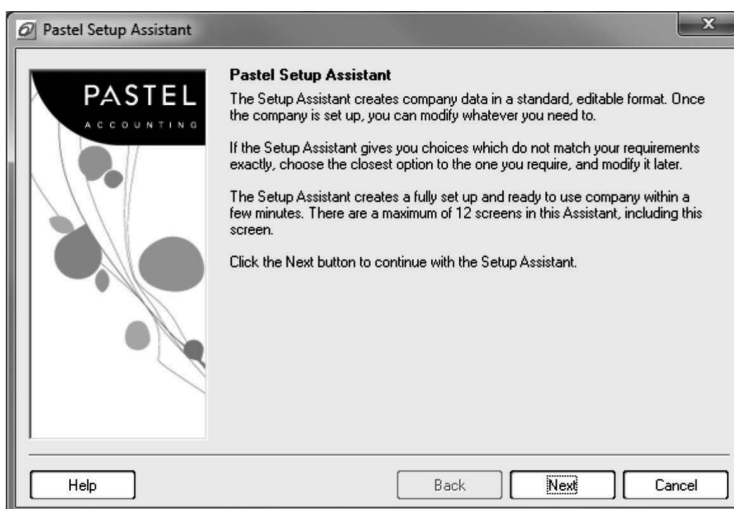 Pastel Setup Assistant
x
PASTEL
ACCOUNTING
Pastel Setup Assistant
The Setup Assistant creates company data in a standard, editable format. Once
the company is set up, you can modify whatever you need to.
If the Setup Assistant gives you choices which do not match your requirements
exactly, choose the closest option to the one you require, and modify it later.
The Setup Assistant creates a fully set up and ready to use company within a
few minutes. There are a maximum of 12 screens in this Assistant, including this
screen.
Click the Next button to continue with the Setup Assistant.
Help
Back
Next
Cancel